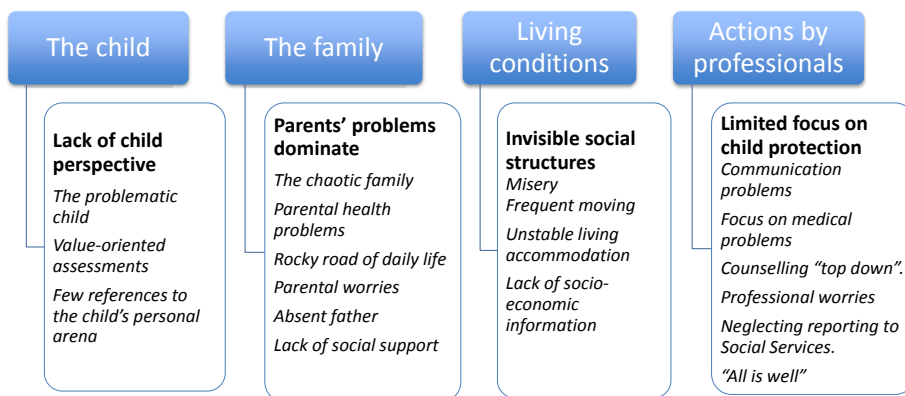 The child
Lack of child
perspective
The problematic
child
Value-oriented
assessments
Few references to
the child's personal
arena
The family
Parents' problems
dominate
The chaotic family
Parental health
problems
Rocky road of daily life
Parental worries
Absent father
Lack of social support
Living
conditions
Invisible social
structures
Misery
Frequent moving
Unstable living
accommodation
Lack of socio-
economic
information
Actions by
professionals
Limited focus on
child protection
Communication
problems
Focus on medical
problems
Counselling “top down”.
Professional worries
Neglecting reporting to
Social Services.
“All is well”